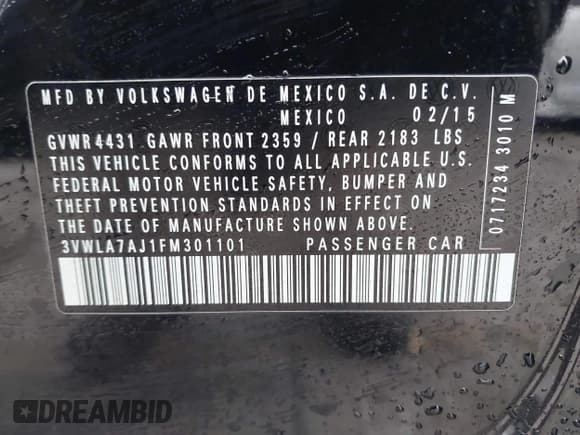 MFD BY VOLKSWAGEN DE MEXICO S.A. DE C.V.
MEXICO 02/15
GVWR 4431 GAWR FRONT 2359 / REAR 2183 LBS
THIS VEHICLE CONFORMS TO ALL APPLICABLE U.S.
FEDERAL MOTOR VEHICLE SAFETY, BUMPER AND
THEFT PREVENTION STANDARDS IN EFFECT ON
THE DATE OF MANUFACTURE SHOWN ABOVE.
3VWLA7AJ1FM301101 PASSENGER CAR
0717234 3010 M
DREAMBID